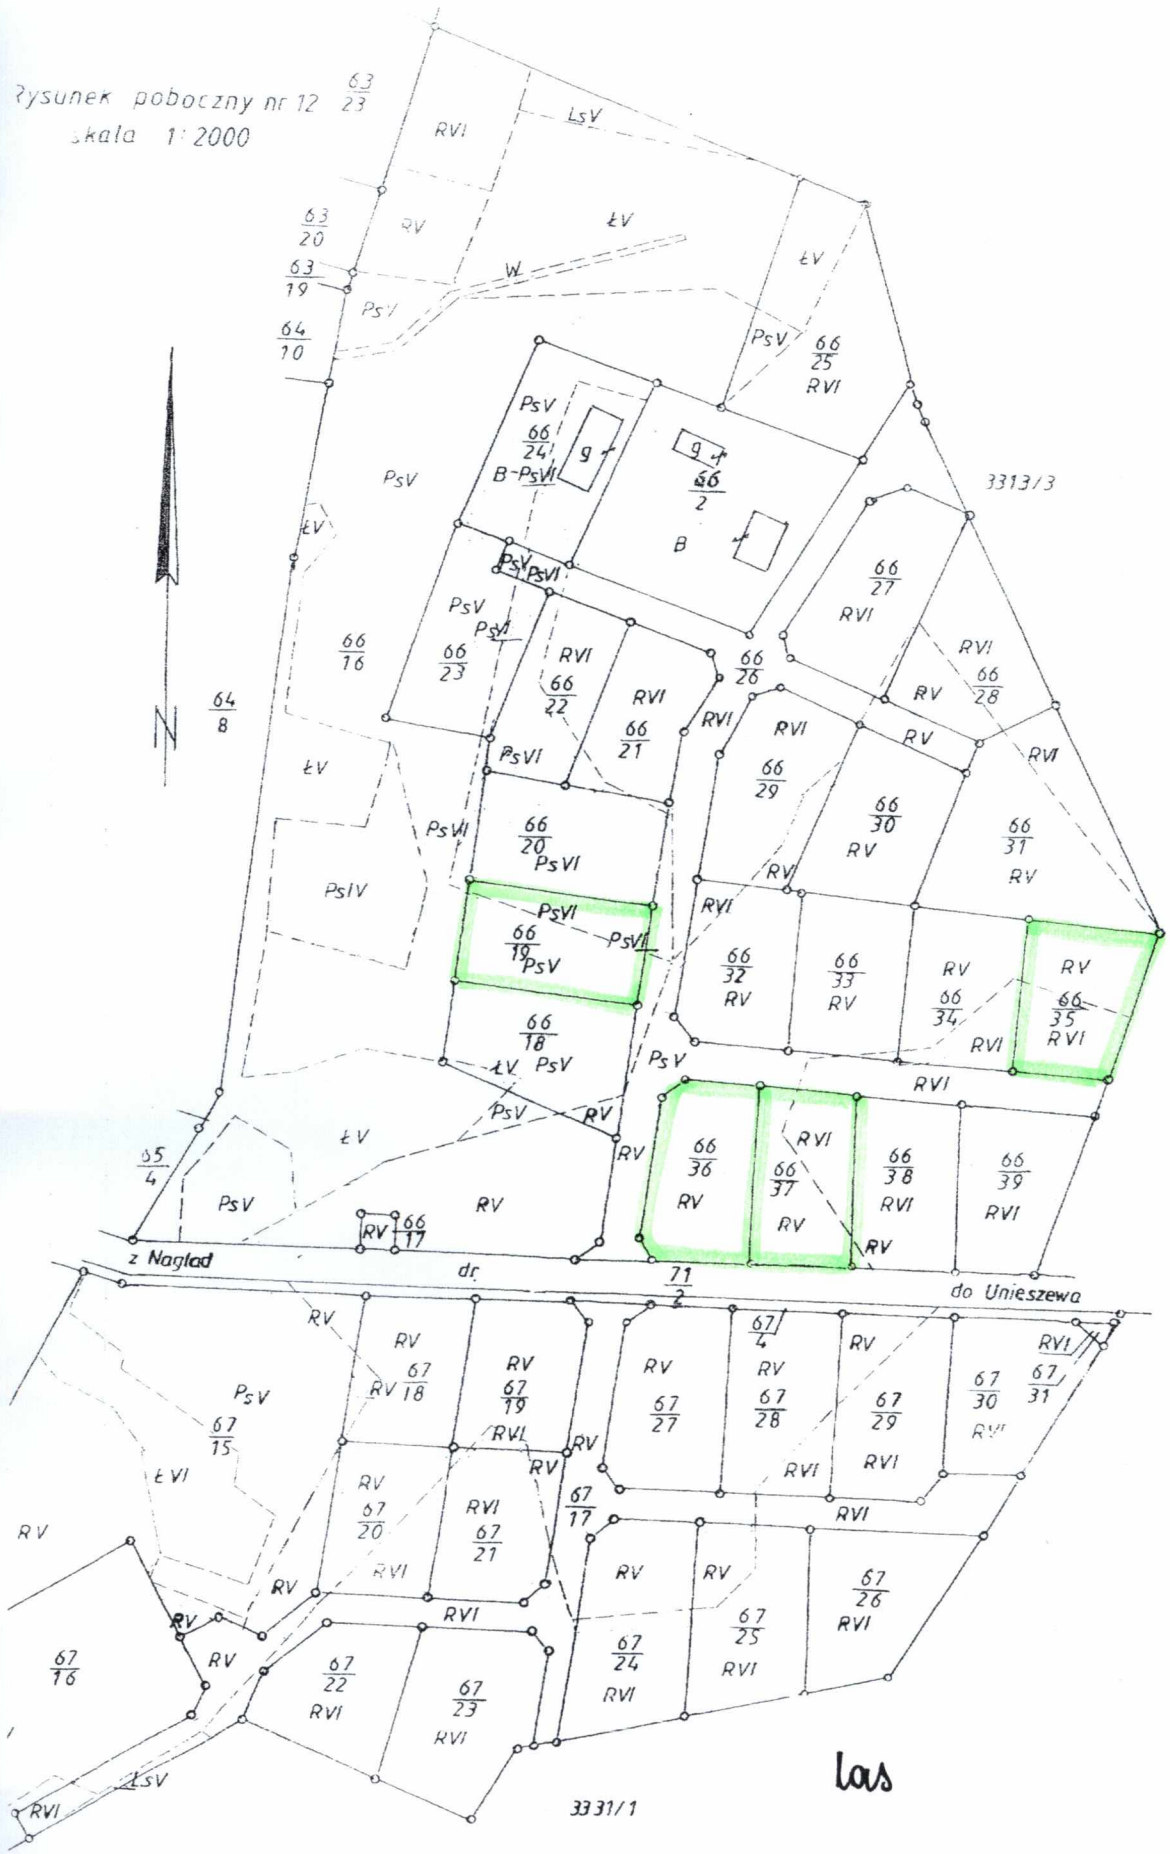 Rysunek poboczny nr 12
skala 1:2000
63
23
RVI
LsV
63
20
RV
ŁV
ŁV
W
63
19
PsV
64
10
PsV
66
25
RVI
PsV
66
24
B-PsVI
g
g
66
2
B
3313/3
PsV
ŁV
PsV
PsVI
66
27
RVI
PsV
PsVI
66
23
66
16
RVI
66
22
RVI
66
21
66
26
RVI
RVI
66
28
RV
64
8
N
ŁV
PsVI
RVI
66
29
RV
RVI
PsVI
66
20
PsVI
66
30
RV
66
31
RV
PsIV
PsVI
66
19
PsV
PsVI
RV
RVI
66
32
RV
66
33
RV
RV
66
34
RVI
RV
66
35
RVI
66
18
ŁV PsV
PsV
RVI
PsV
RV
ŁV
RV
65
4
PsV
RV
RV
66
17
66
36
RV
RVI
66
37
RV
66
38
RVI
RV
66
39
RVI
z Naglad
dr.
71
2
do Unieszewa
RV
RV
67
18
RV
RV
67
19
RVI
RV
67
27
67
4
RV
67
28
RVI
RV
67
29
RVI
67
30
RVI
RVI
67
31
PsV
67
15
ŁVI
RV
RV
RV
67
20
RVI
RVI
67
21
RV
67
17
RVI
RV
RVI
RV
RV
67
16
RV
67
24
RVI
RV
67
25
RVI
67
26
RVI
67
22
RVI
67
23
RVI
LsV
RVI
3331/1
las